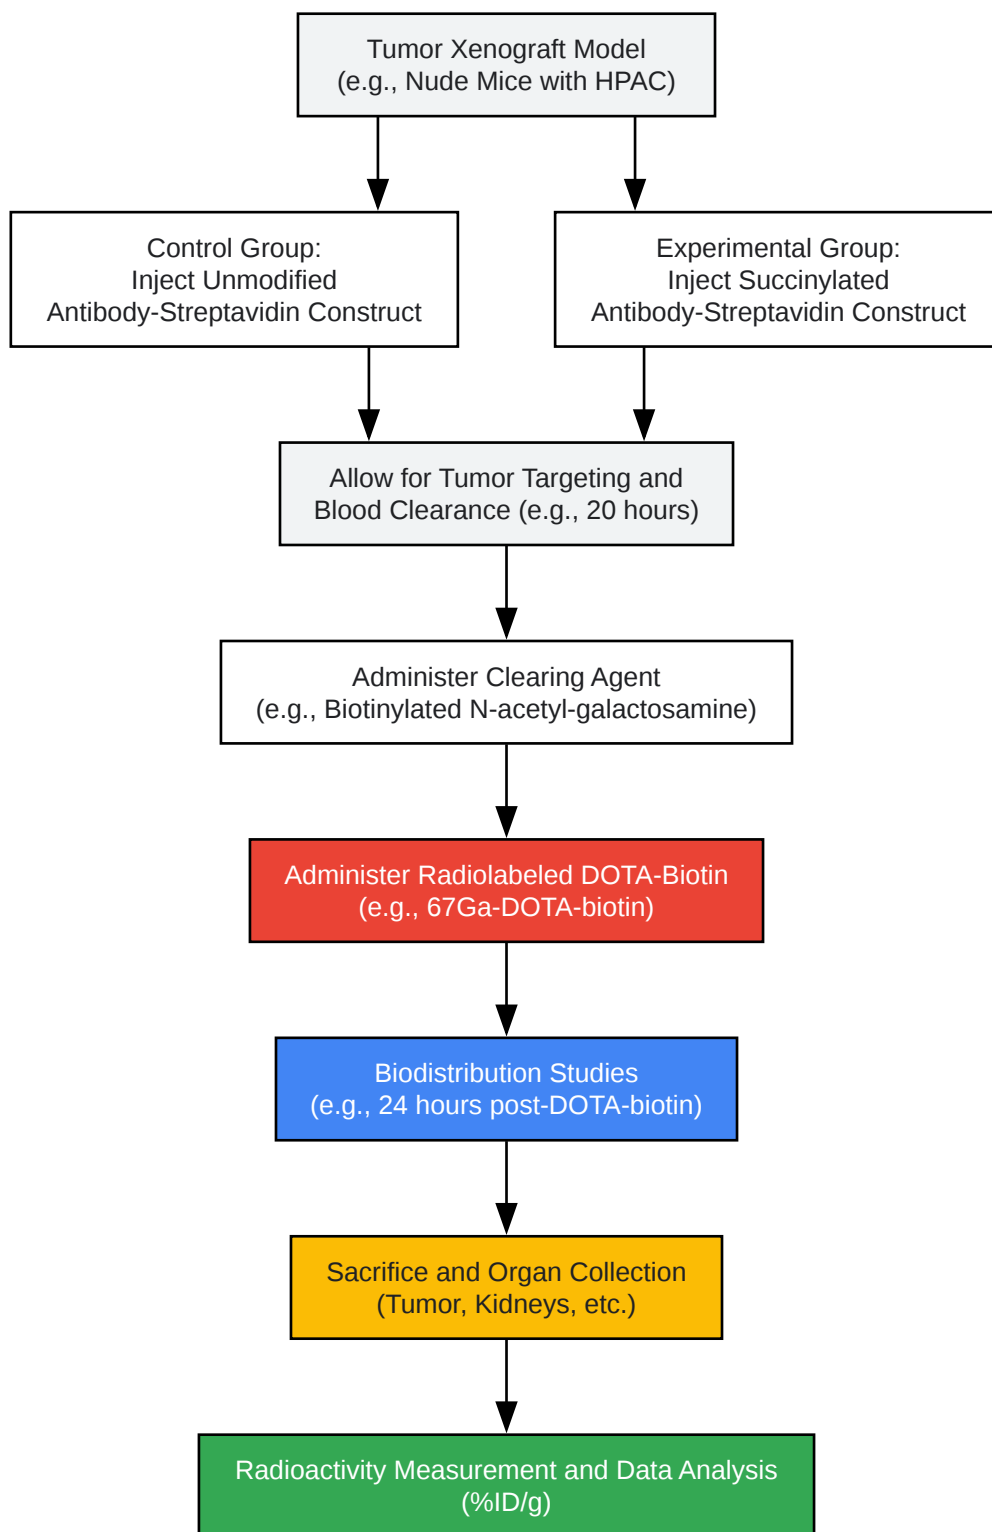 Tumor Xenograft Model
(e.g., Nude Mice with HPAC)
Control Group:
Inject Unmodified
Antibody-Streptavidin Construct
Experimental Group:
Inject Succinylated
Antibody-Streptavidin Construct
Allow for Tumor Targeting and
Blood Clearance (e.g., 20 hours)
Administer Clearing Agent
(e.g., Biotinylated N-acetyl-galactosamine)
Administer Radiolabeled DOTA-Biotin
(e.g., 67Ga-DOTA-biotin)
Biodistribution Studies
(e.g., 24 hours post-DOTA-biotin)
Sacrifice and Organ Collection
(Tumor, Kidneys, etc.)
Radioactivity Measurement and Data Analysis
(%ID/g)